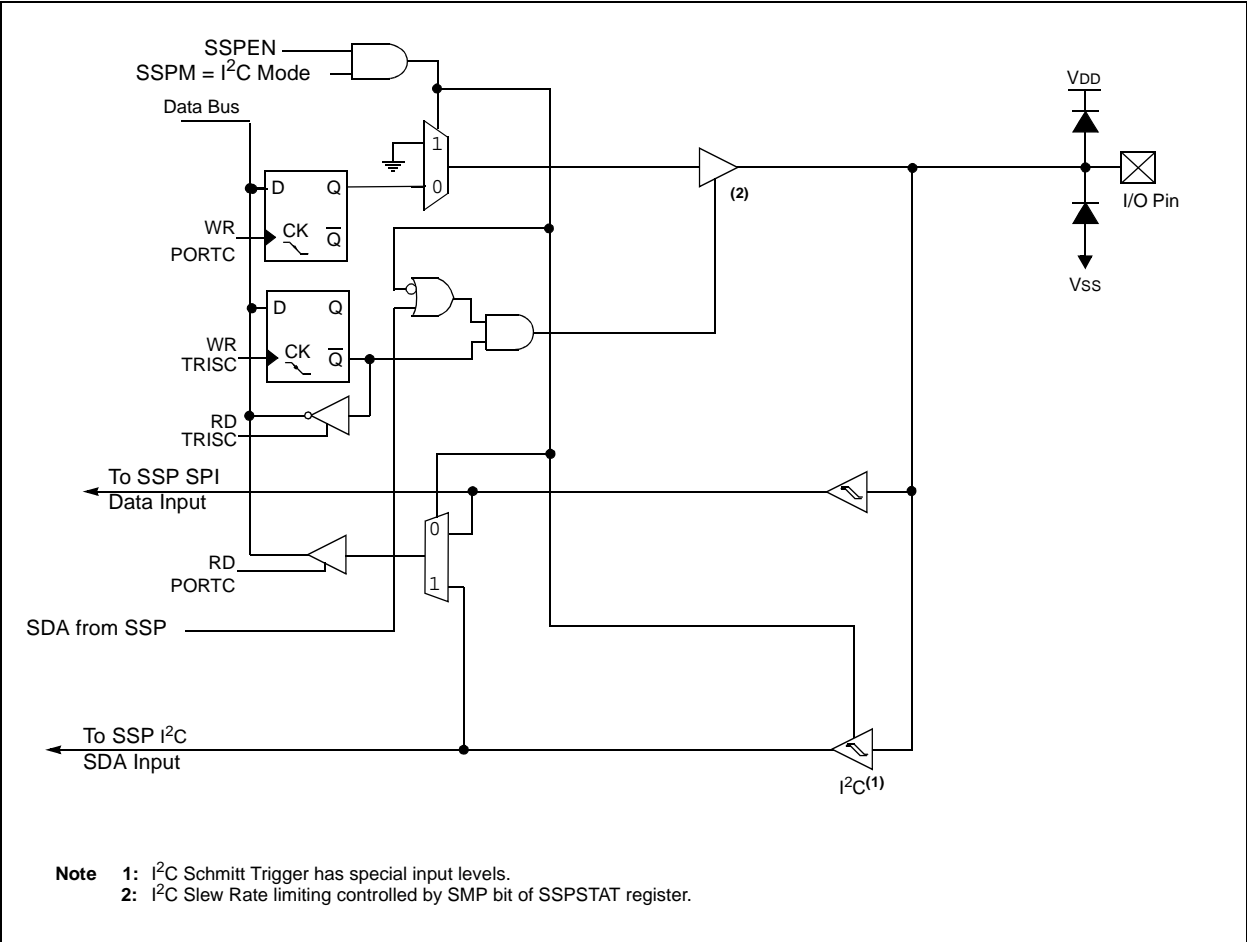 SSPEN
SSPM = I²C Mode
Data Bus
VDD
1
D Q
0
(2)
I/O Pin
WR
PORTC
CK Q̅
VSS
D Q
WR
TRISC
CK Q̅
RD
TRISC
To SSP SPI
Data Input
0
RD
PORTC
1
SDA from SSP
To SSP I²C
SDA Input
I²C(1)
Note 1: I²C Schmitt Trigger has special input levels.
2: I²C Slew Rate limiting controlled by SMP bit of SSPSTAT register.